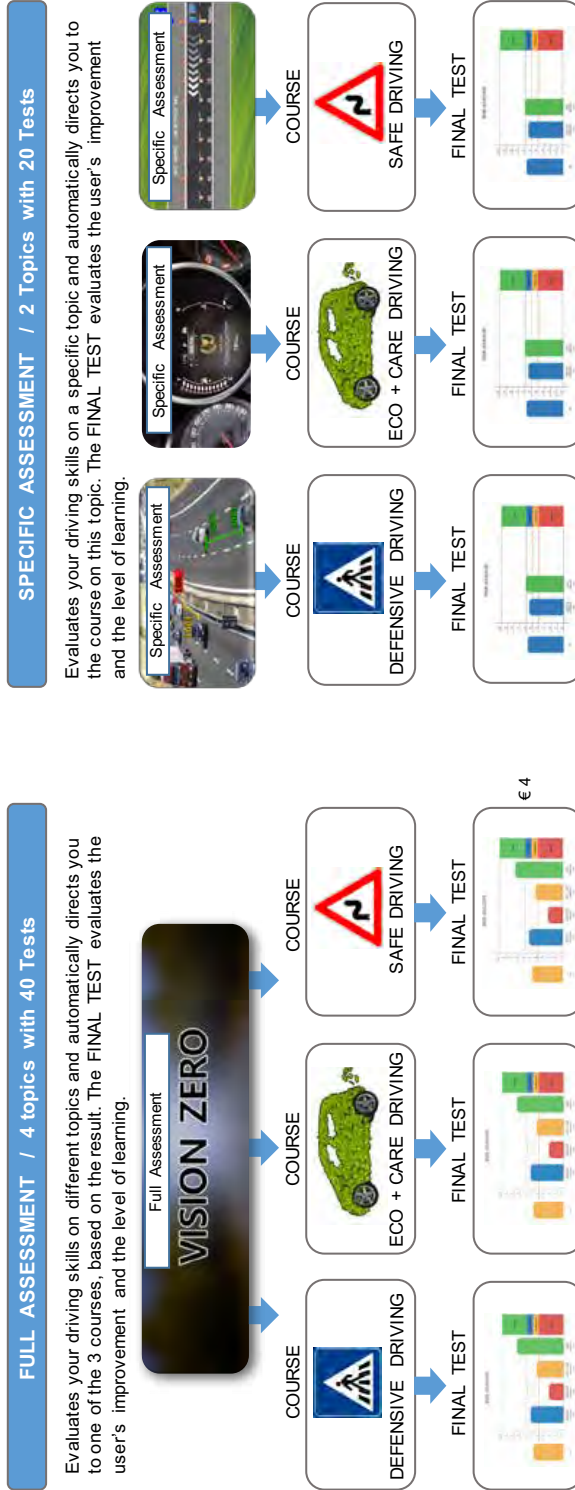 FULL ASSESSMENT / 4 topics with 40 Tests
Evaluates your driving skills on different topics and automatically directs you
to one of the 3 courses, based on the result. The FINAL TEST evaluates the
user's improvement and the level of learning.
Full Assessment
VISION ZERO
COURSE
COURSE
COURSE
DEFENSIVE DRIVING
ECO + CARE DRIVING
SAFE DRIVING
FINAL TEST
FINAL TEST
FINAL TEST
€ 4
SPECIFIC ASSESSMENT / 2 Topics with 20 Tests
Evaluates your driving skills on a specific topic and automatically directs you to
the course on this topic. The FINAL TEST evaluates the user's improvement
and the level of learning.
Specific Assessment
Specific Assessment
Specific Assessment
COURSE
COURSE
COURSE
DEFENSIVE DRIVING
ECO + CARE DRIVING
SAFE DRIVING
FINAL TEST
FINAL TEST
FINAL TEST